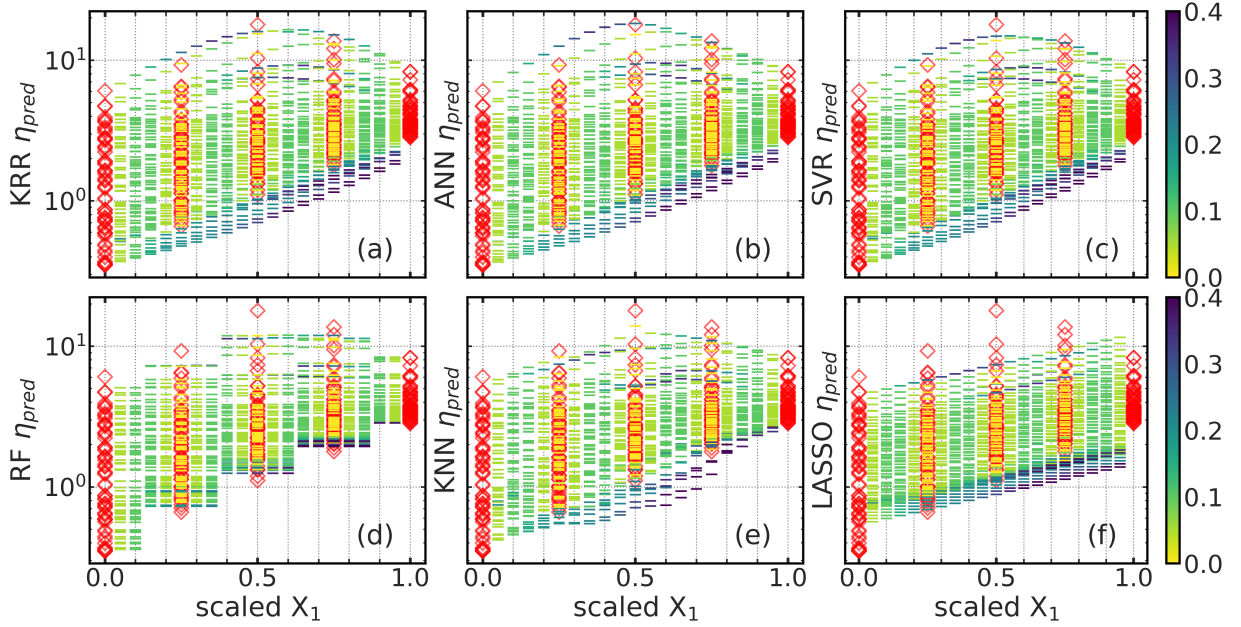 KRR η_pred
10^1
10^0
(a)
ANN η_pred
(b)
SVR η_pred
(c)
0.4
0.3
0.2
0.1
0.0
RF η_pred
10^1
10^0
(d)
0.0 0.5 1.0
scaled X_1
KNN η_pred
(e)
0.0 0.5 1.0
scaled X_1
LASSO η_pred
(f)
0.0 0.5 1.0
scaled X_1
0.4
0.3
0.2
0.1
0.0